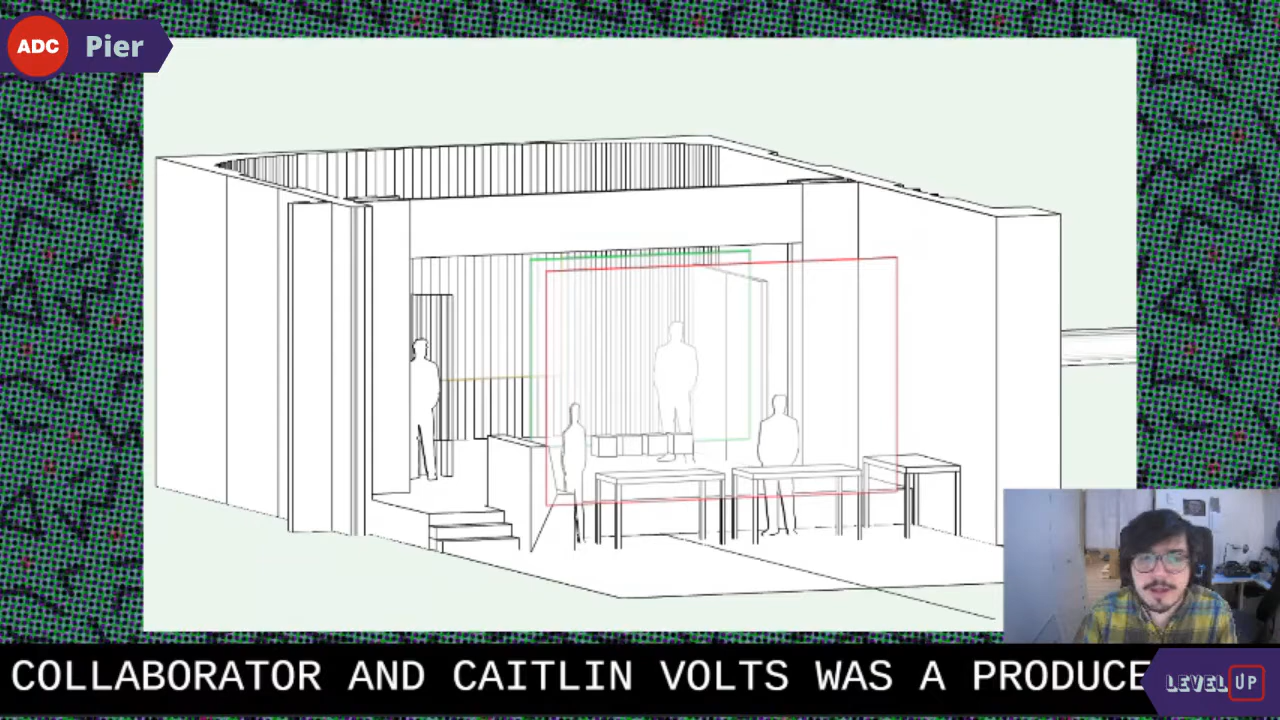 ADC
Pier
COLLABORATOR AND CAITLIN VOLTS WAS A PRODUCE
LEVEL UP